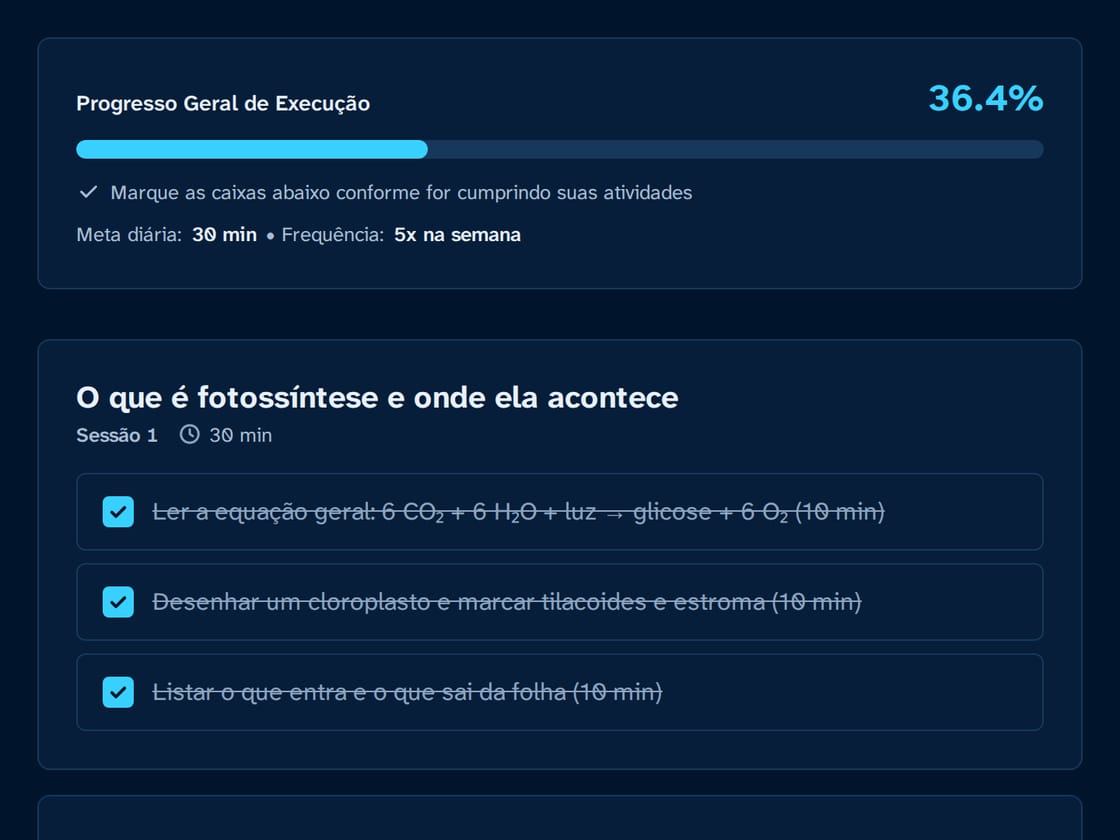 Progresso Geral de Execução
36.4%
Marque as caixas abaixo conforme for cumprindo suas atividades
Meta diária: 30 min • Frequência: 5x na semana
O que é fotossíntese e onde ela acontece
Sessão 1 30 min
Ler a equação geral: 6 CO₂ + 6 H₂O + luz → glicose + 6 O₂ (10 min)
Desenhar um cloroplasto e marcar tilacoides e estroma (10 min)
Listar o que entra e o que sai da folha (10 min)